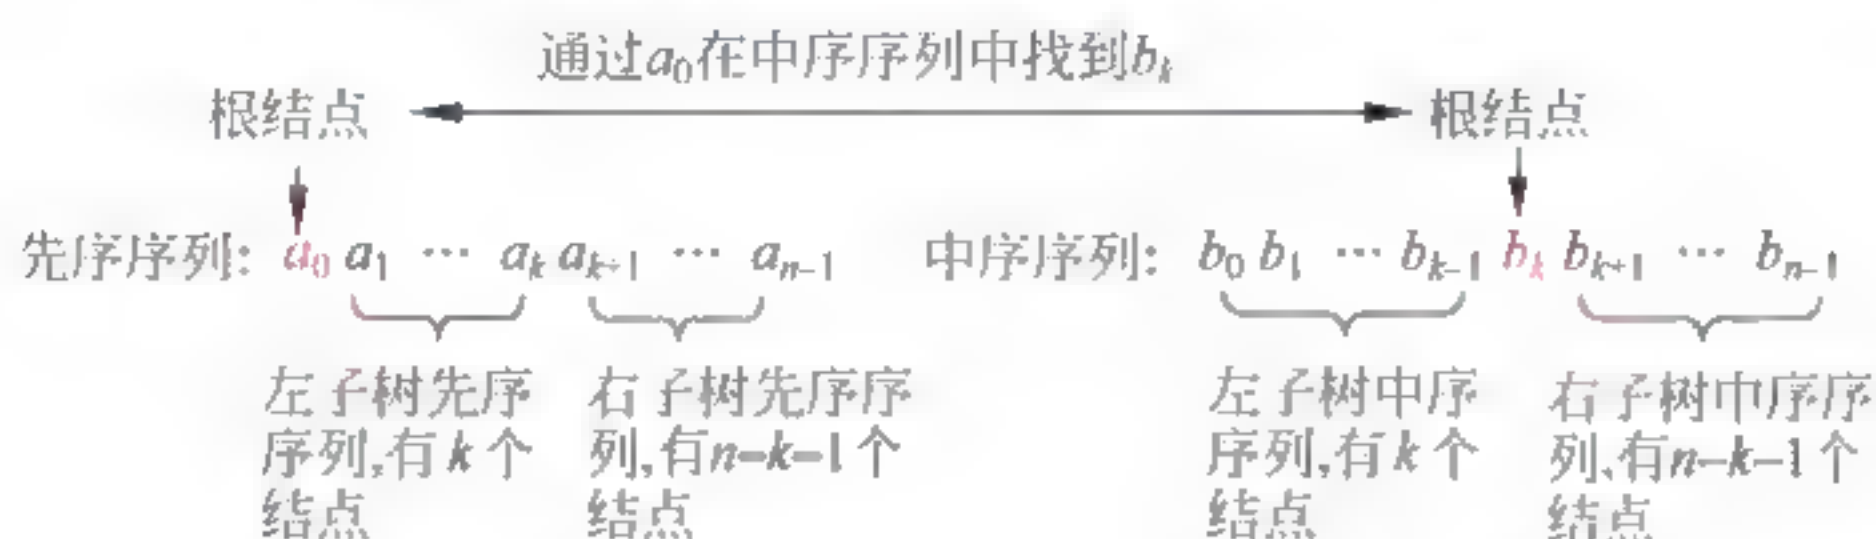 通过a₀在中序序列中找到bₖ
根结点 根结点
先序序列: a₀ a₁ … aₖ aₖ₊₁ … aₙ₋₁ 中序序列: b₀ b₁ … bₖ₋₁ bₖ bₖ₊₁ … bₙ₋₁
左子树先序 右子树先序序 左子树中序 右子树中序序
序列,有k个 列,有n-k-1个 序列,有k个 列、有n-k-1个
结点 结点 结点 结点